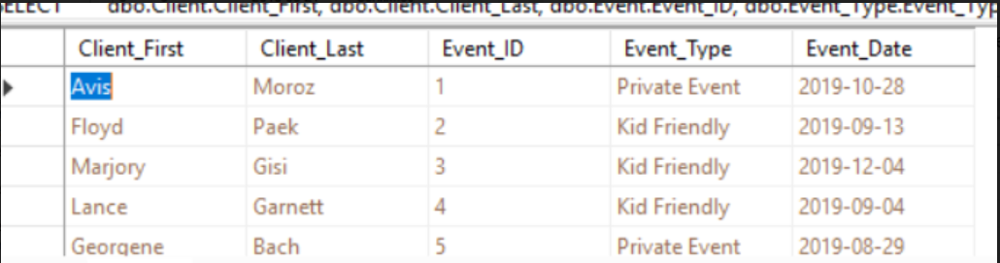 SELECT dbo.Client.Client_First, dbo.Client.Client_Last, dbo.Event.Event_ID, dbo.Event_Type.Event_Typ
Client_First Client_Last Event_ID Event_Type Event_Date
Avis Moroz 1 Private Event 2019-10-28
Floyd Paek 2 Kid Friendly 2019-09-13
Marjory Gisi 3 Kid Friendly 2019-12-04
Lance Garnett 4 Kid Friendly 2019-09-04
Georgene Bach 5 Private Event 2019-08-29